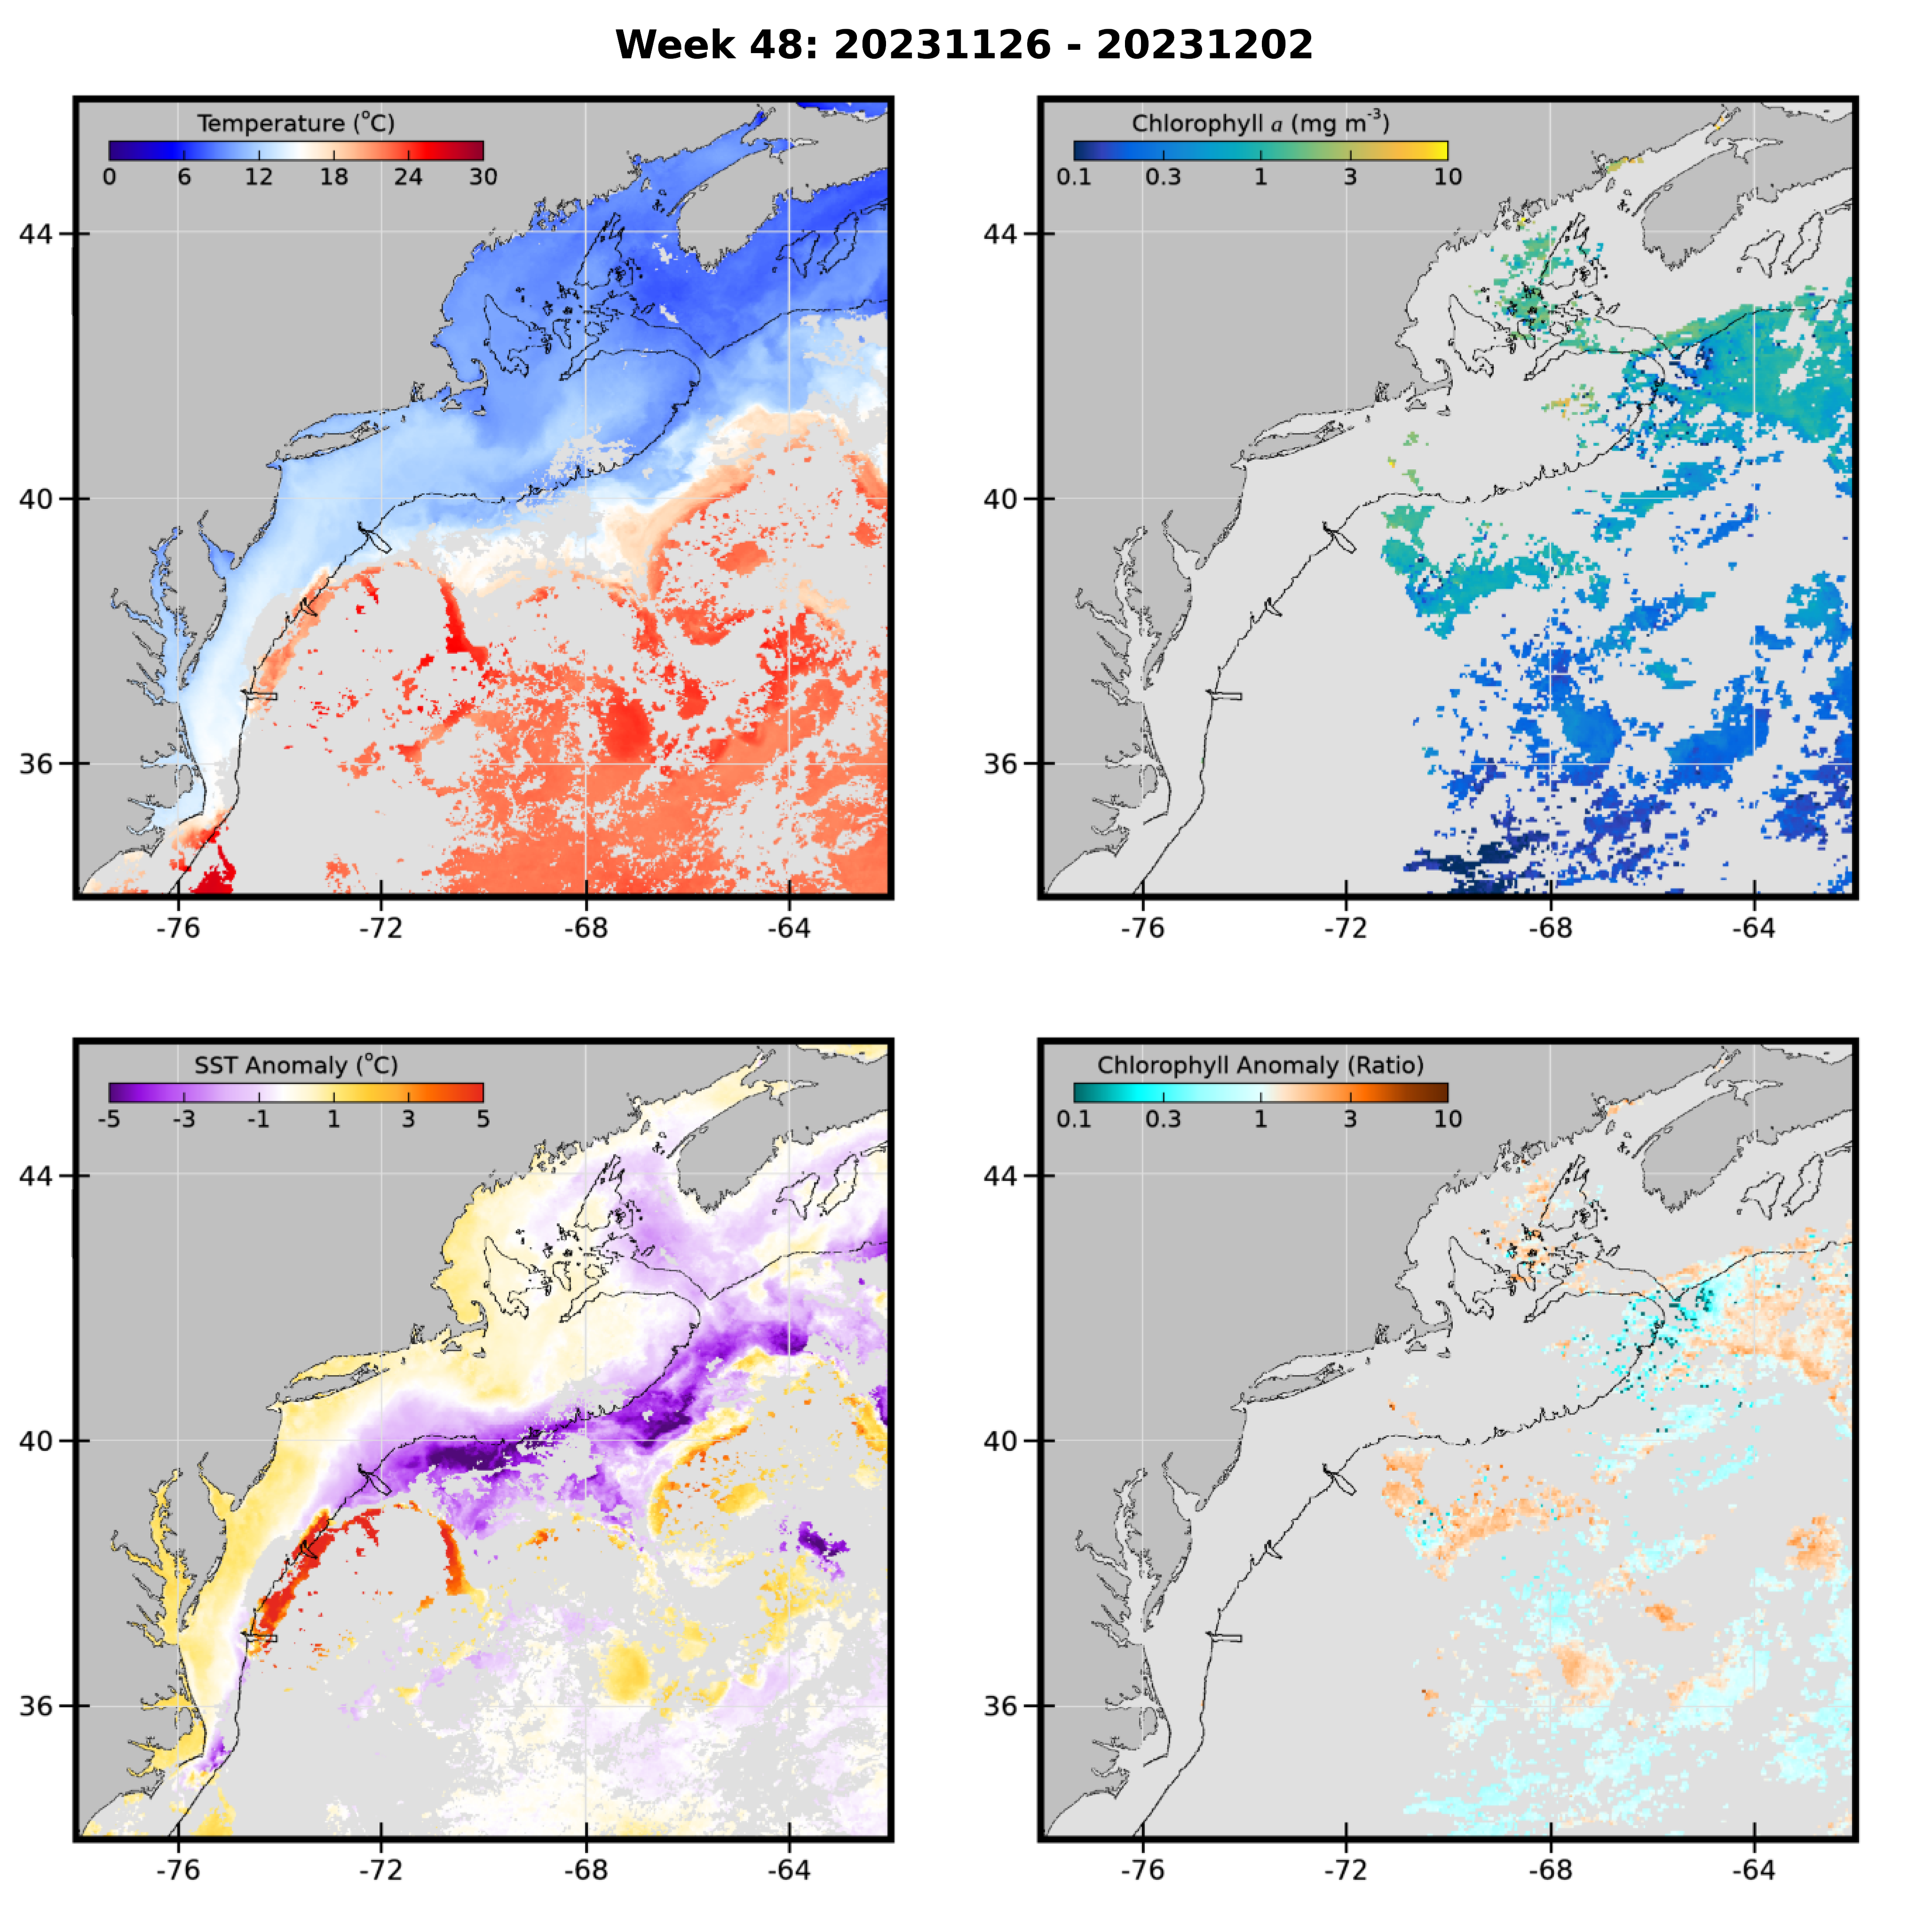 Week 48: 20231126 - 20231202
Temperature (°C)
0 6 12 18 24 30
44
40
36
-76 -72 -68 -64
Chlorophyll a (mg m⁻³)
0.1 0.3 1 3 10
44
40
36
-76 -72 -68 -64
SST Anomaly (°C)
-5 -3 -1 1 3 5
44
40
36
-76 -72 -68 -64
Chlorophyll Anomaly (Ratio)
0.1 0.3 1 3 10
44
40
36
-76 -72 -68 -64